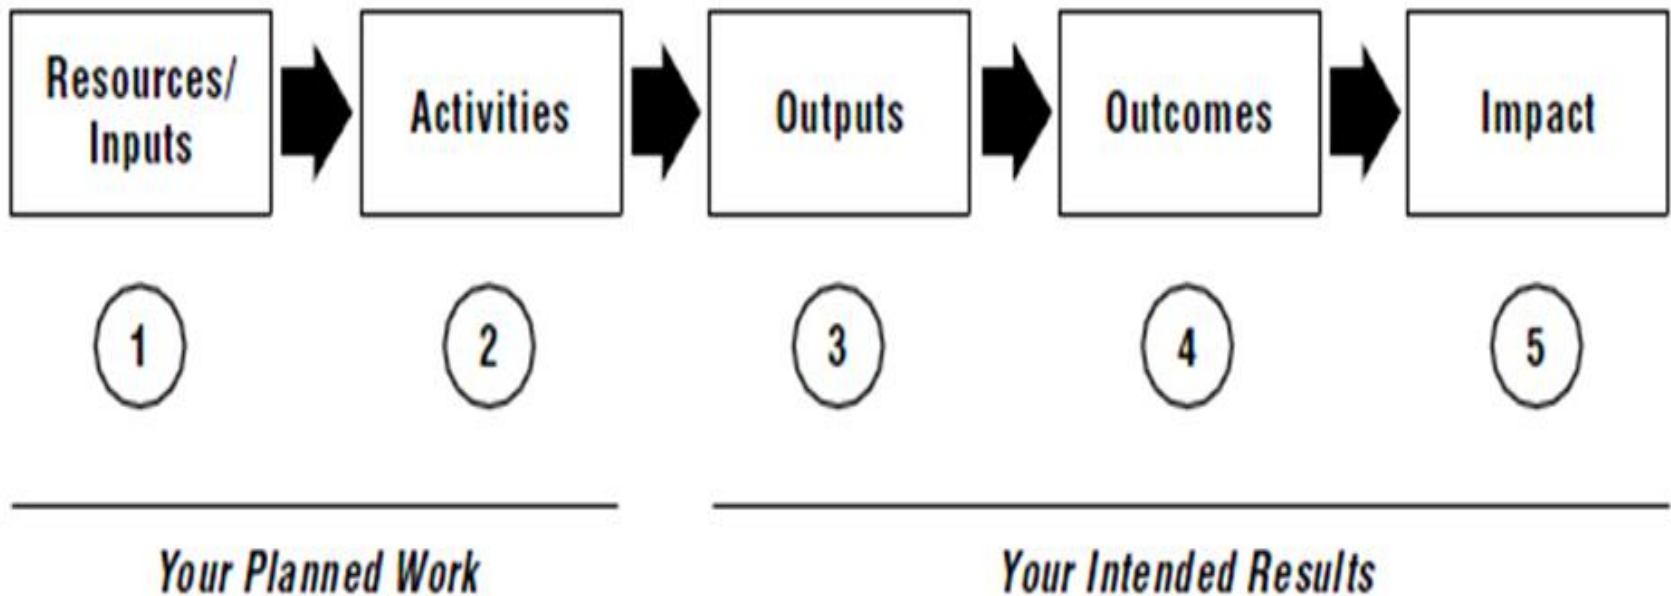 Resources/
Inputs
Activities
Outputs
Outcomes
Impact
1
2
3
4
5
Your Planned Work
Your Intended Results